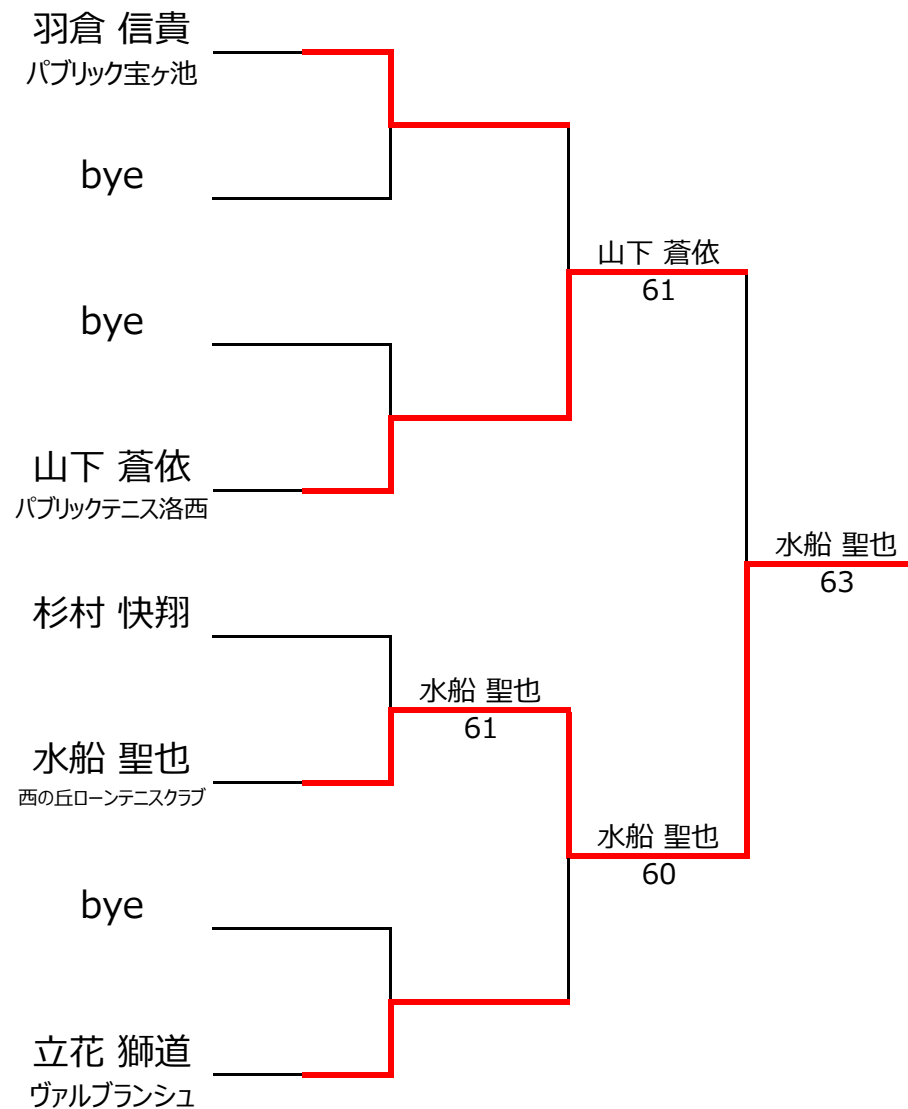 羽倉 信貴
パブリック宝ヶ池
bye
bye
山下 蒼依
パブリックテニス洛西
杉村 快翔
水船 聖也
西の丘ローンテニスクラブ
bye
立花 獅道
ヴァルブランシュ
水船 聖也
61
山下 蒼依
61
水船 聖也
60
水船 聖也
63